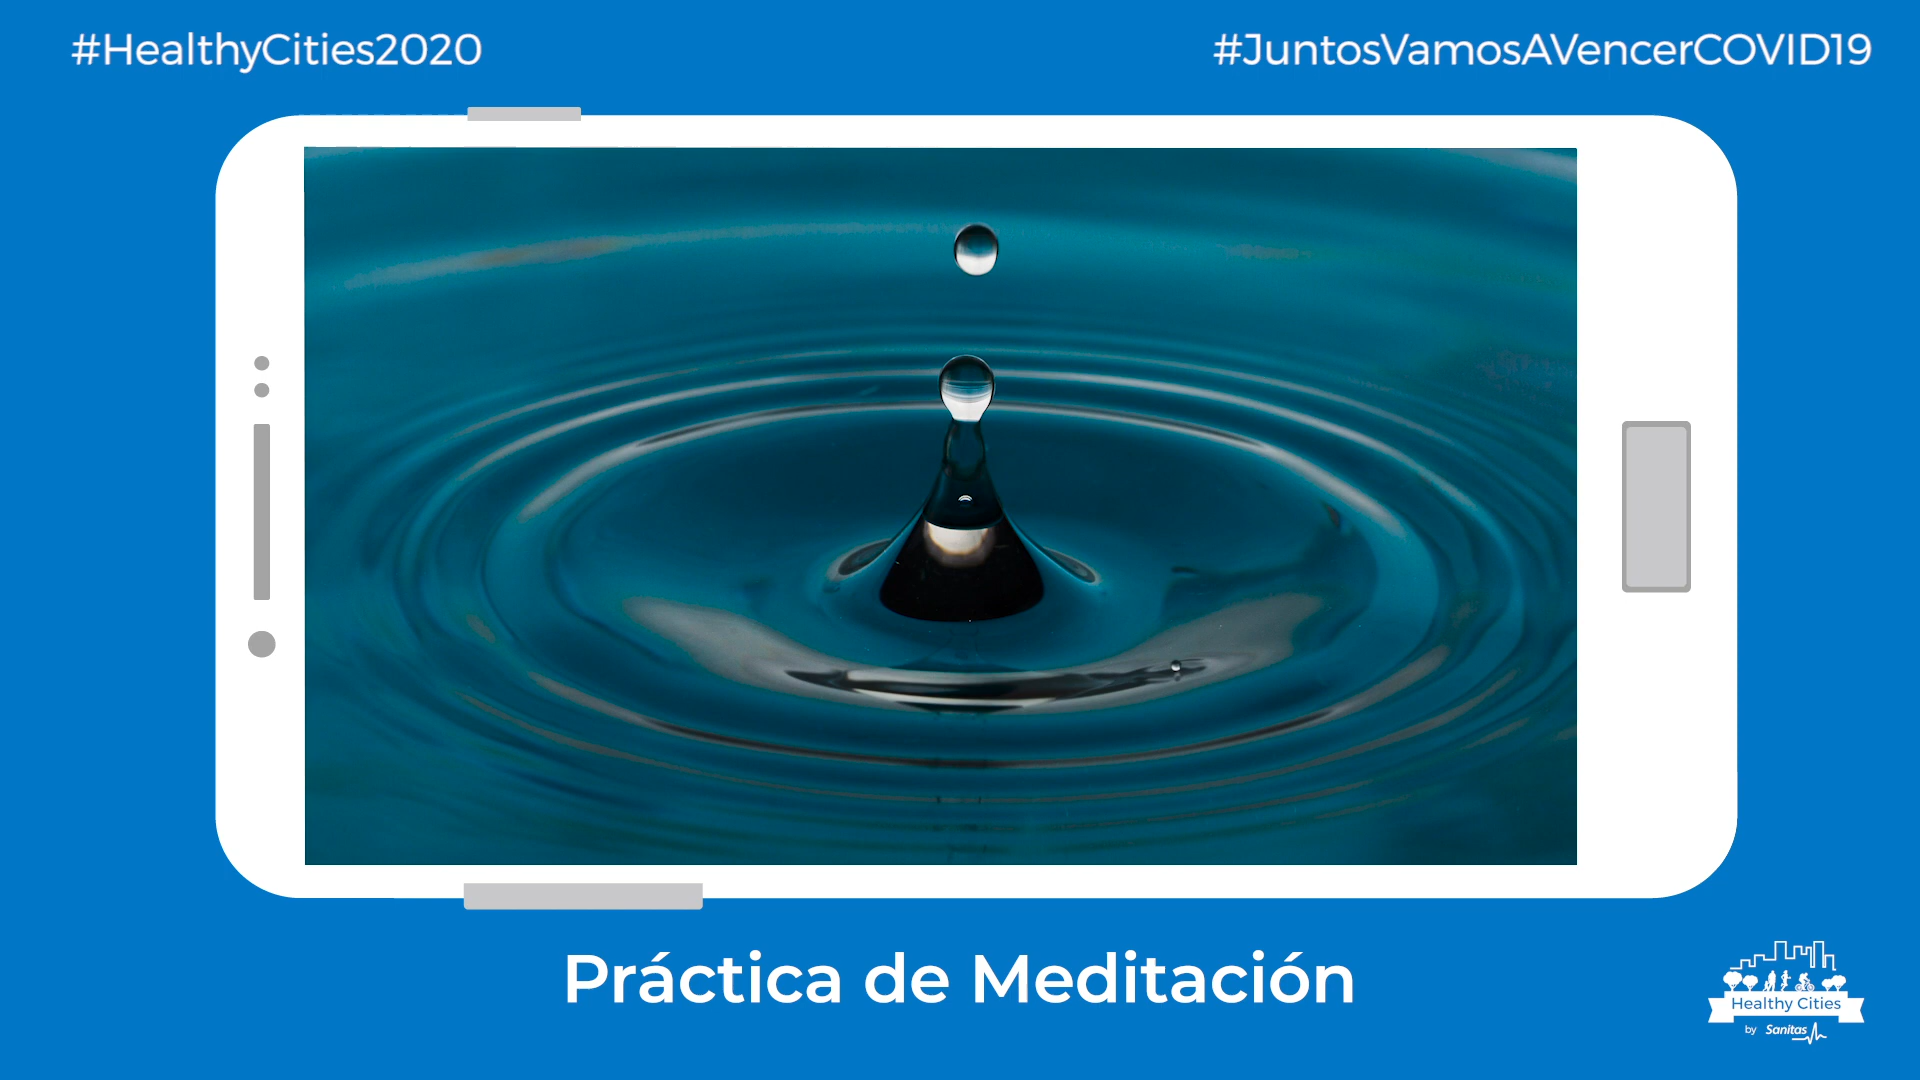 #HealthyCities2020
#JuntosVamosAVencerCOVID19
Práctica de Meditación
Healthy Cities
by Sanitas